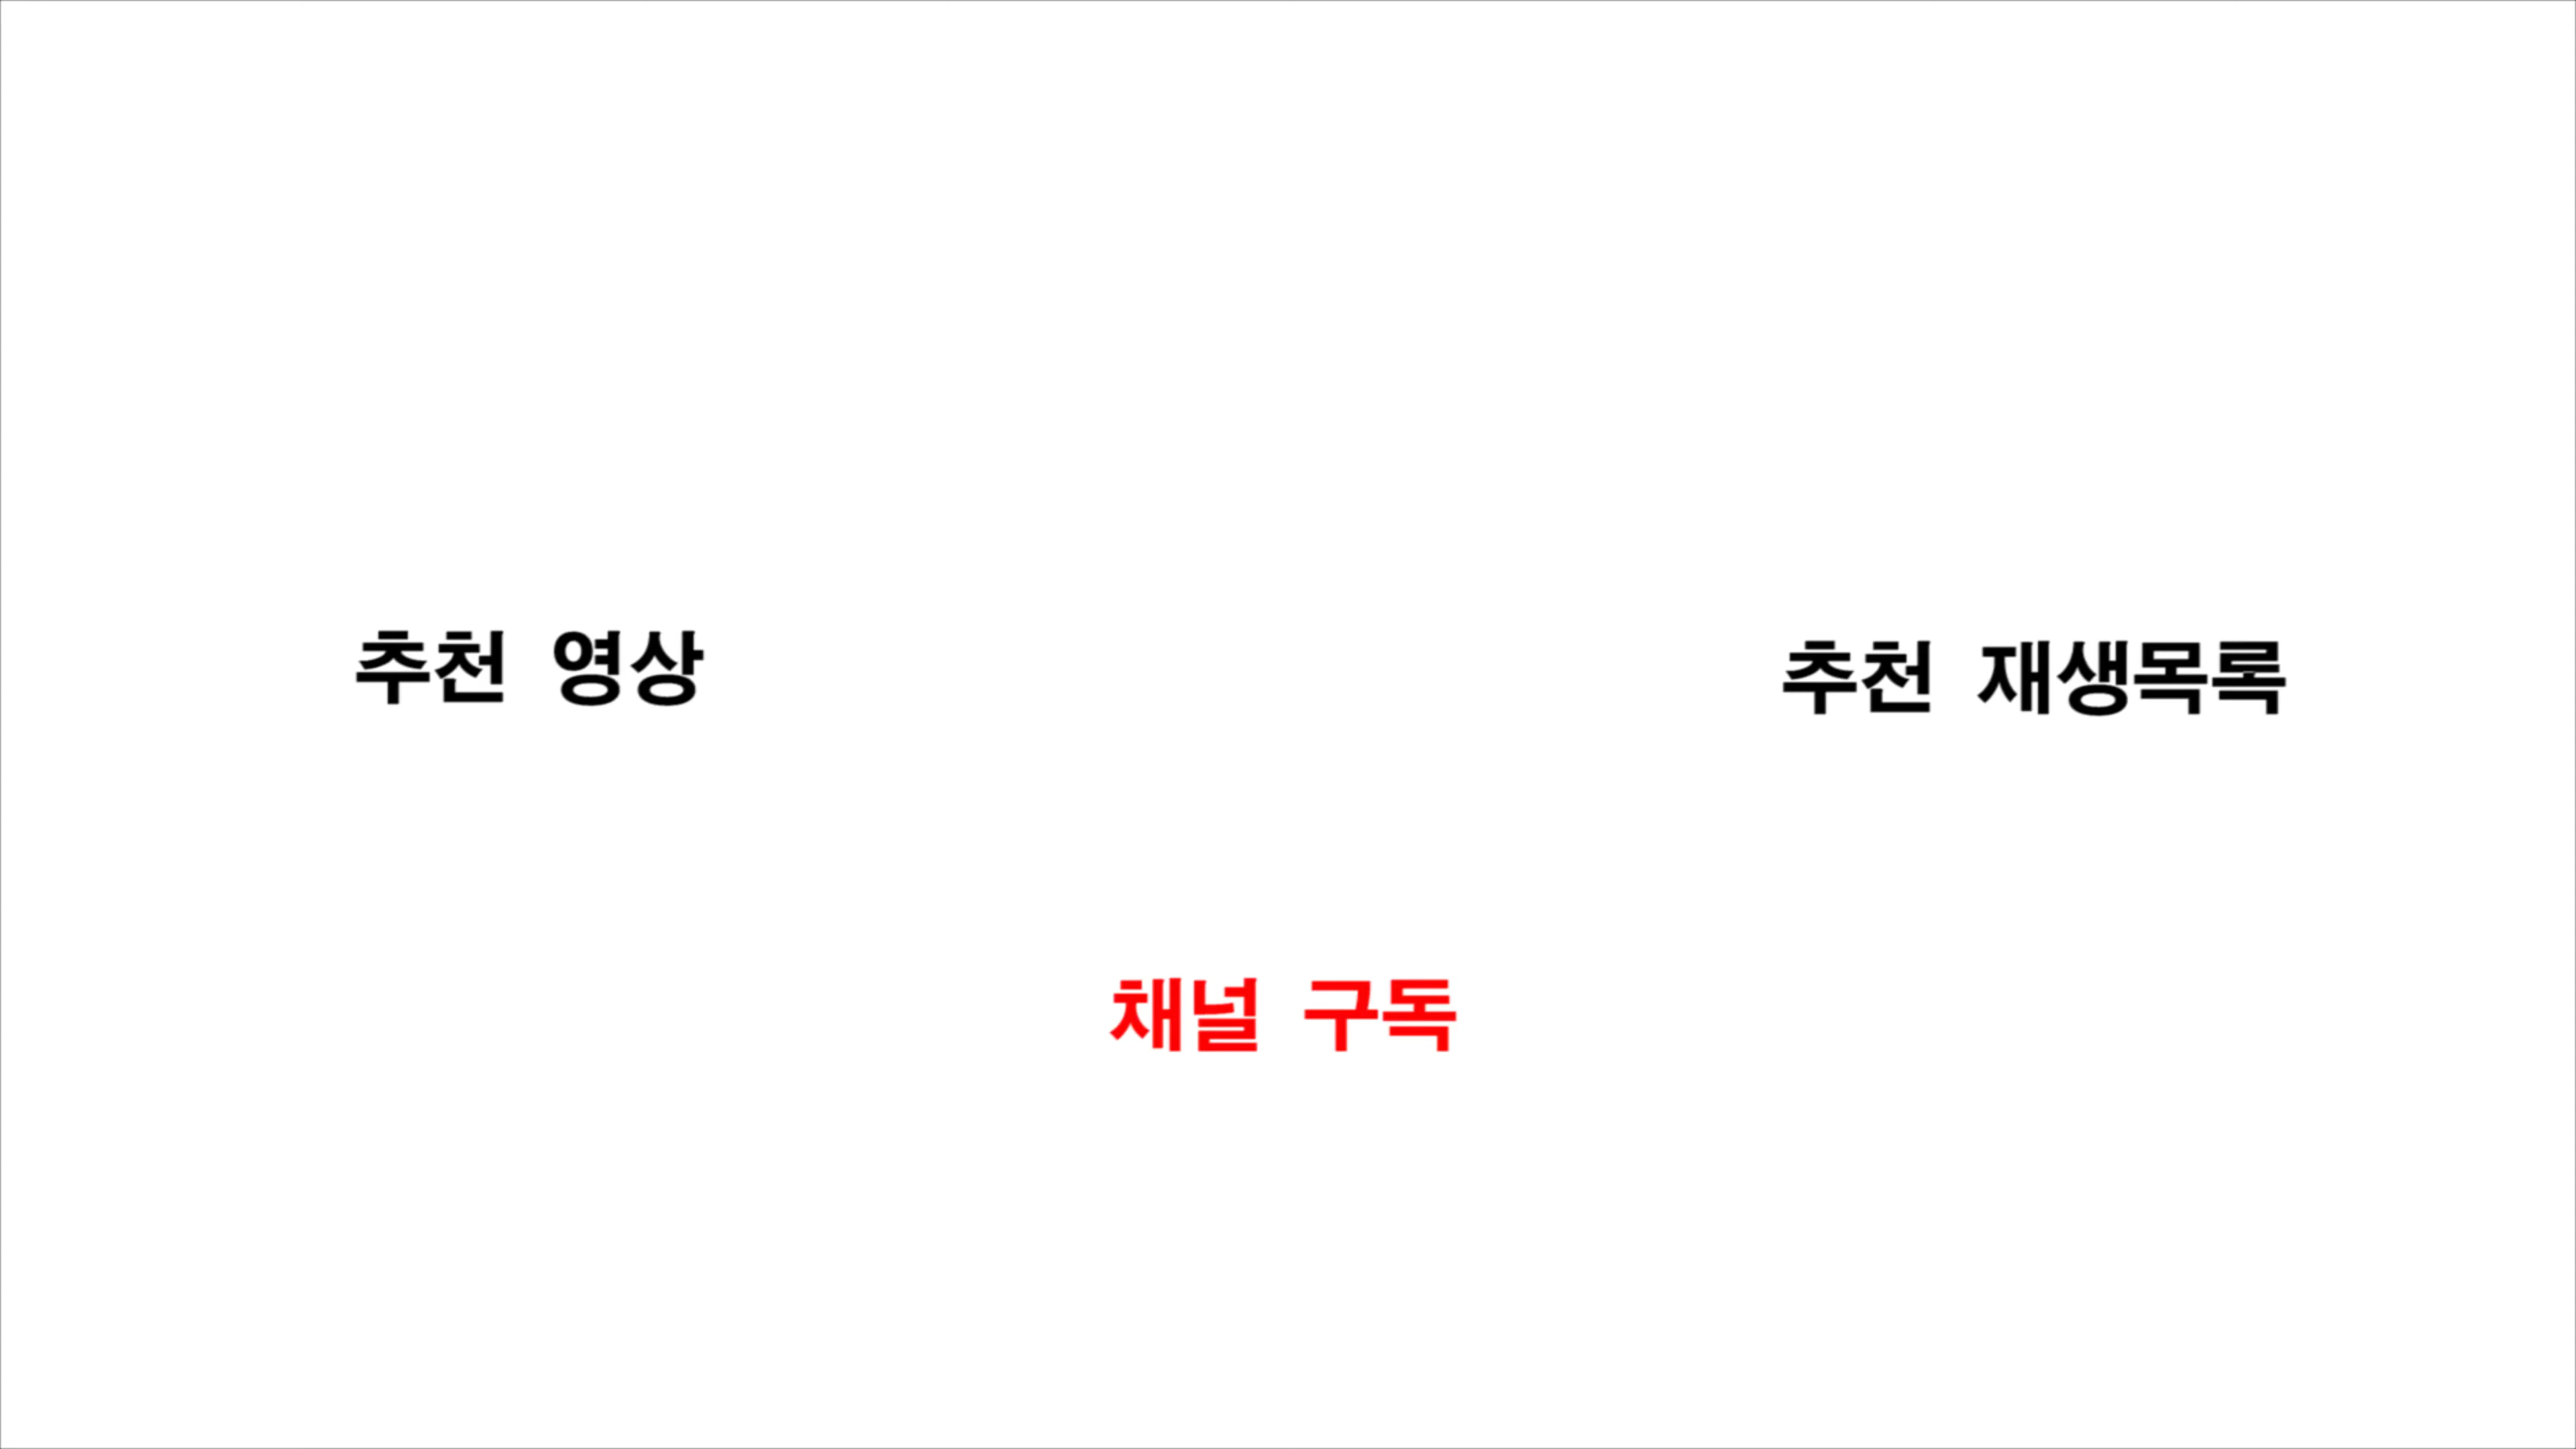 추천 영상
추천 재생목록
채널 구독